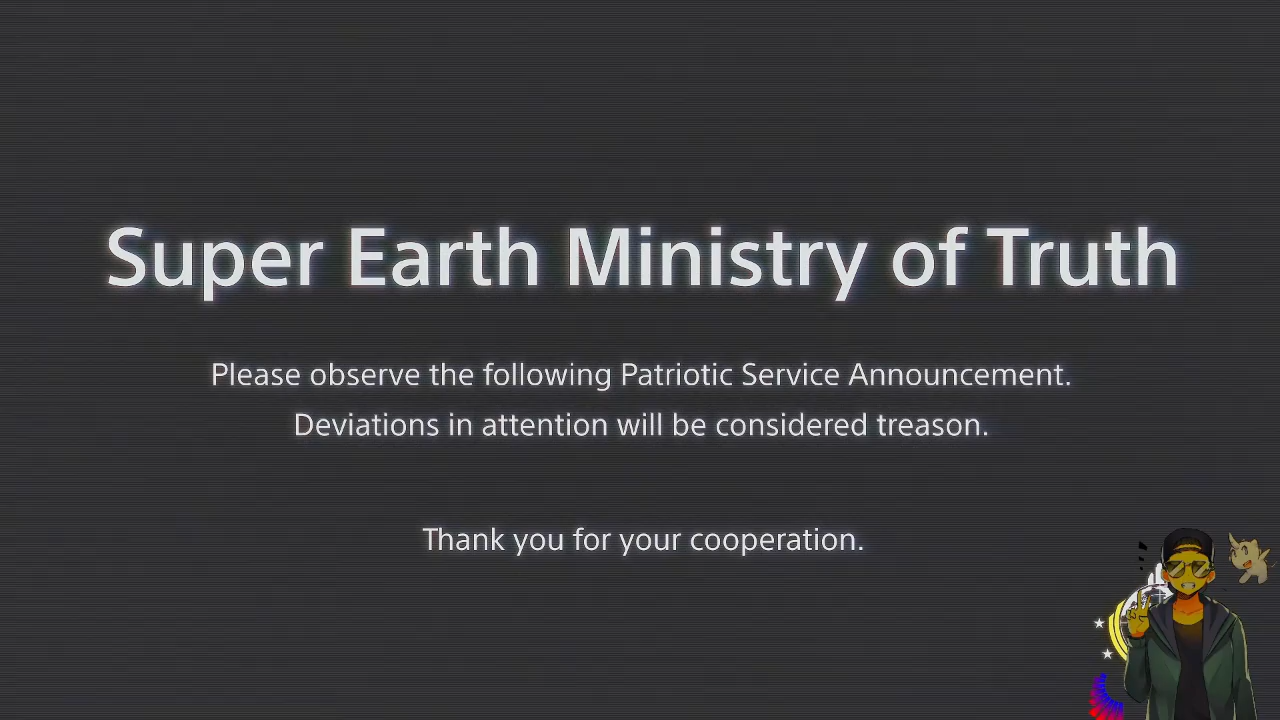 Super Earth Ministry of Truth
Please observe the following Patriotic Service Announcement.
Deviations in attention will be considered treason.
Thank you for your cooperation.